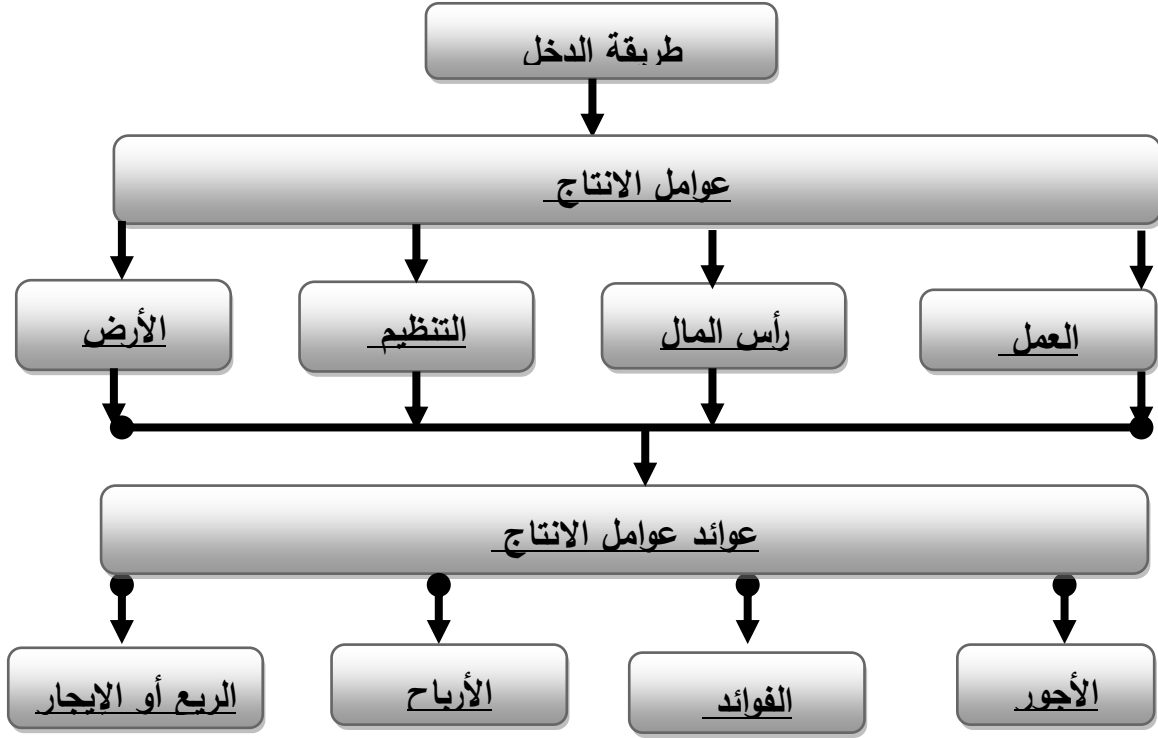 طريقة الدخل
عوامل الانتاج
العمل
رأس المال
التنظيم
الأرض
عوائد عوامل الانتاج
الأجور
الفوائد
الأرباح
الريع أو الإيجار